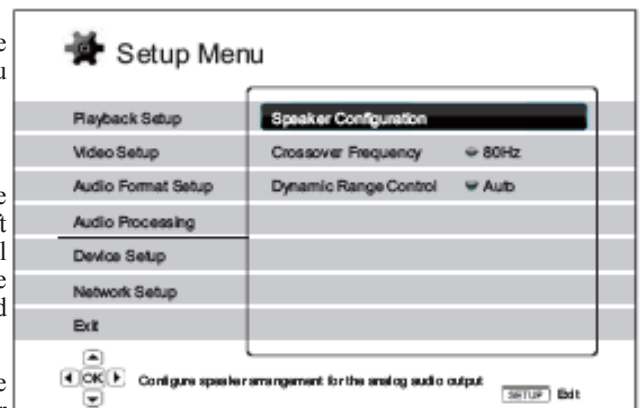 Setup Menu
Playback Setup
Speaker Configuration
Video Setup
Crossover Frequency 80Hz
Audio Format Setup
Dynamic Range Control Auto
Audio Processing
Device Setup
Network Setup
Exit
OK Configure speaker arrangement for the analog audio output
SETUP Exit